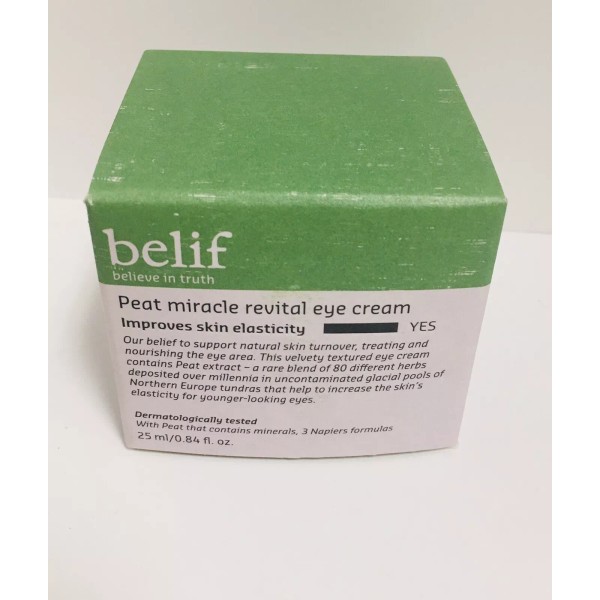 belif
believe in truth
Peat miracle revital eye cream
Improves skin elasticity YES
Our belief to support natural skin turnover, treating and
nourishing the eye area. This velvety textured eye cream
contains Peat extract – a rare blend of 80 different herbs
deposited over millennia in uncontaminated glacial pools of
Northern Europe tundras that help to increase the skin's
elasticity for younger-looking eyes.
Dermatologically tested
With Peat that contains minerals, 3 Napiers formulas
25 ml/0.84 fl. oz.